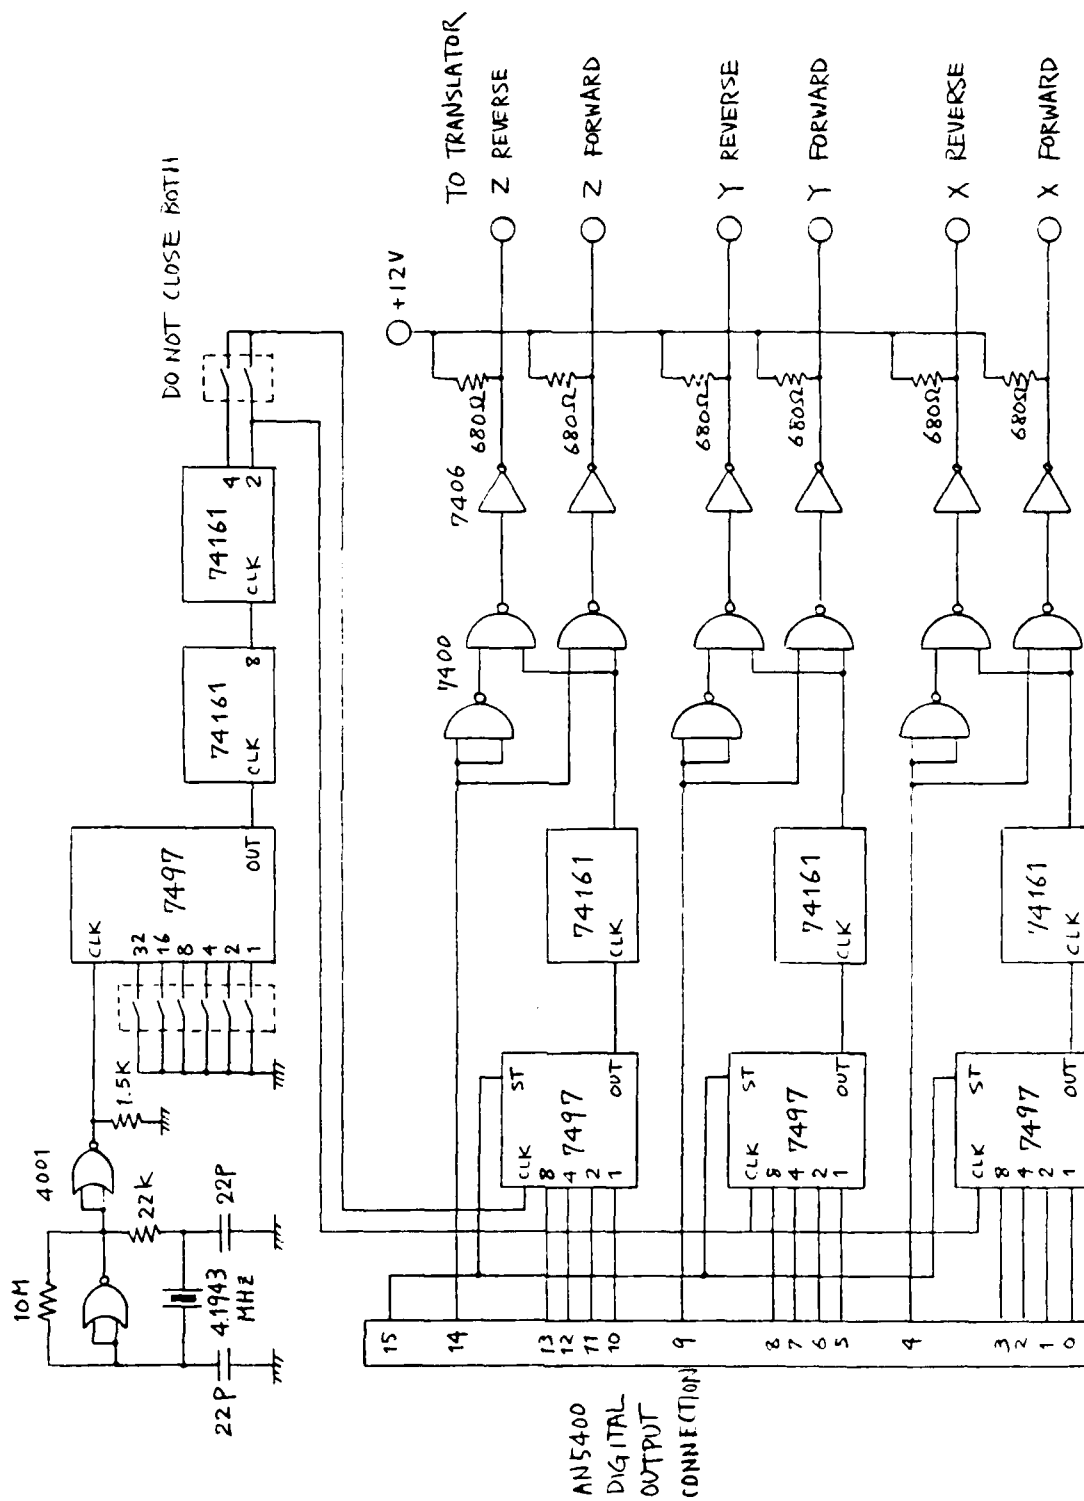 10M
4001
22K
1.5K
22P
4.1943
MHZ
22P
CLK
7497
32
16
8
4
2
1
OUT
74161
CLK
8
74161
CLK
4
2
DO NOT CLOSE BOTH
+12V
TO TRANSLATOR
Z REVERSE
Z FORWARD
Y REVERSE
Y FORWARD
X REVERSE
X FORWARD
680Ω
680Ω
680Ω
680Ω
680Ω
680Ω
7406
7400
74161
CLK
74161
CLK
74161
CLK
ST
CLK
7497
8
4
2
1
OUT
ST
CLK
7497
8
4
2
1
OUT
ST
CLK
7497
8
4
2
1
OUT
15
14
13
12
11
10
9
8
7
6
5
4
3
2
1
0
AN5400
DIGITAL
OUTPUT
CONNECTION